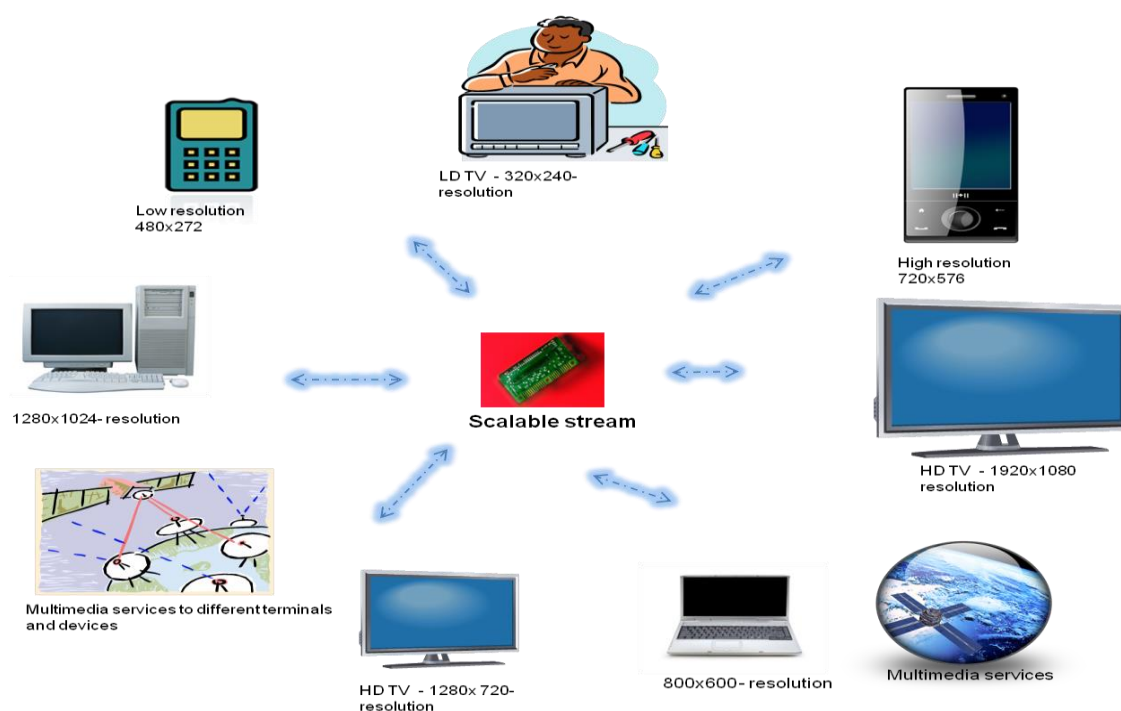 LD TV - 320x240-
resolution
Low resolution
480x272
High resolution
720x576
1280x1024- resolution
Scalable stream
HD TV - 1920x1080
resolution
Multimedia services to different terminals
and devices
HD TV - 1280x 720-
resolution
800x600- resolution
Multimedia services